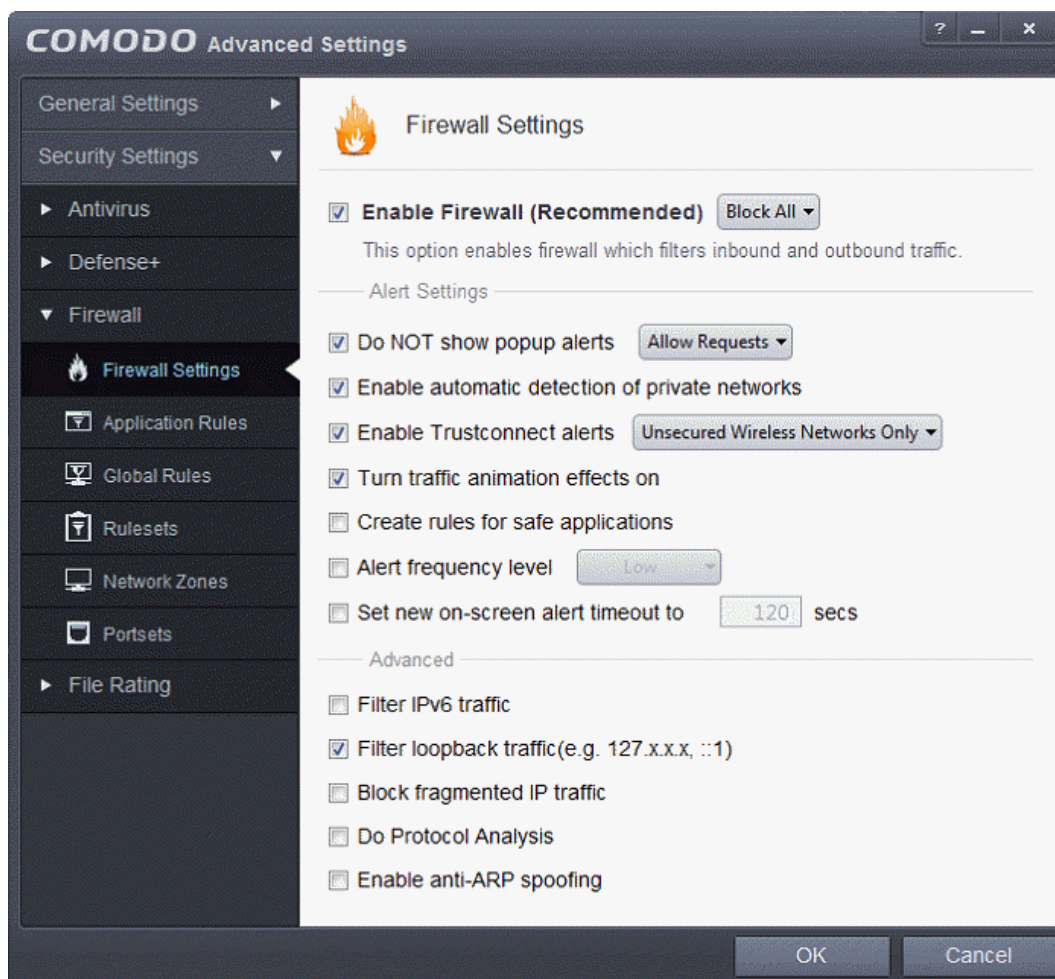 COMODO Advanced Settings
?
General Settings
Security Settings
Antivirus
Defense+
Firewall
Firewall Settings
Application Rules
Global Rules
Rulesets
Network Zones
Portsets
File Rating
Firewall Settings
Enable Firewall (Recommended) Block All
This option enables firewall which filters inbound and outbound traffic.
Alert Settings
Do NOT show popup alerts Allow Requests
Enable automatic detection of private networks
Enable Trustconnect alerts Unsecured Wireless Networks Only
Turn traffic animation effects on
Create rules for safe applications
Alert frequency level Low
Set new on-screen alert timeout to 120 secs
Advanced
Filter IPv6 traffic
Filter loopback traffic(e.g. 127.x.x.x, ::1)
Block fragmented IP traffic
Do Protocol Analysis
Enable anti-ARP spoofing
OK Cancel